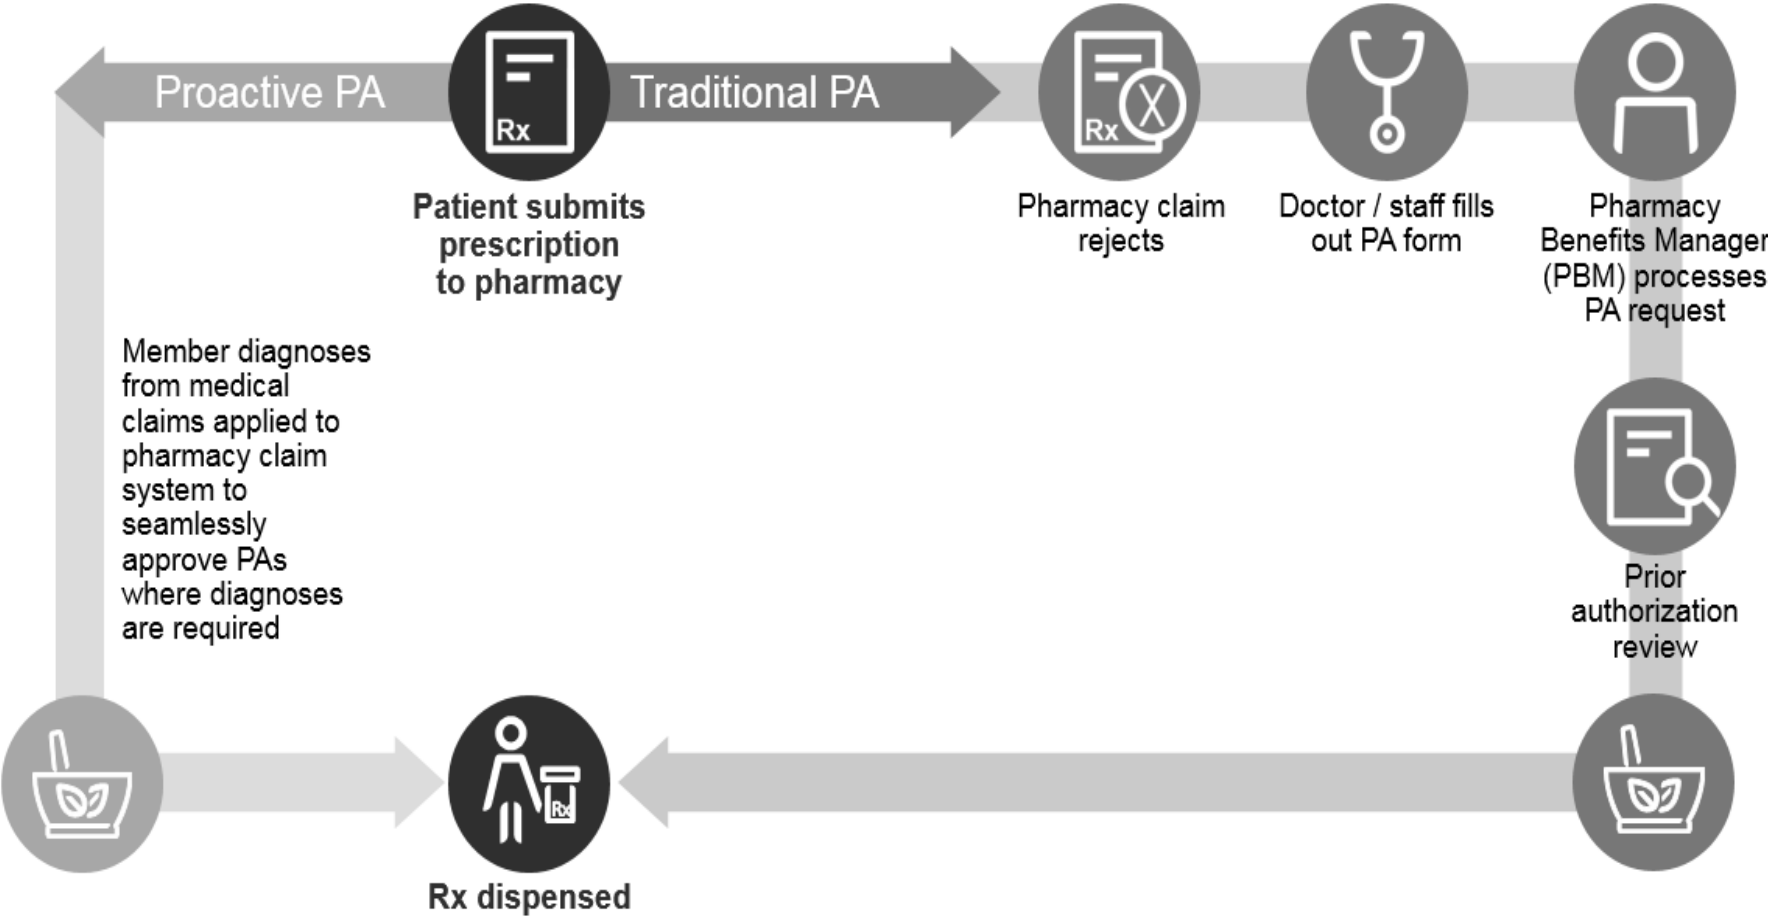 Proactive PA
Rx
Traditional PA
Rx
X
Patient submits
prescription
to pharmacy
Pharmacy claim
rejects
Doctor / staff fills
out PA form
Pharmacy
Benefits Manager
(PBM) processes
PA request
Member diagnoses
from medical
claims applied to
pharmacy claim
system to
seamlessly
approve PAs
where diagnoses
are required
Prior
authorization
review
Rx
Rx dispensed